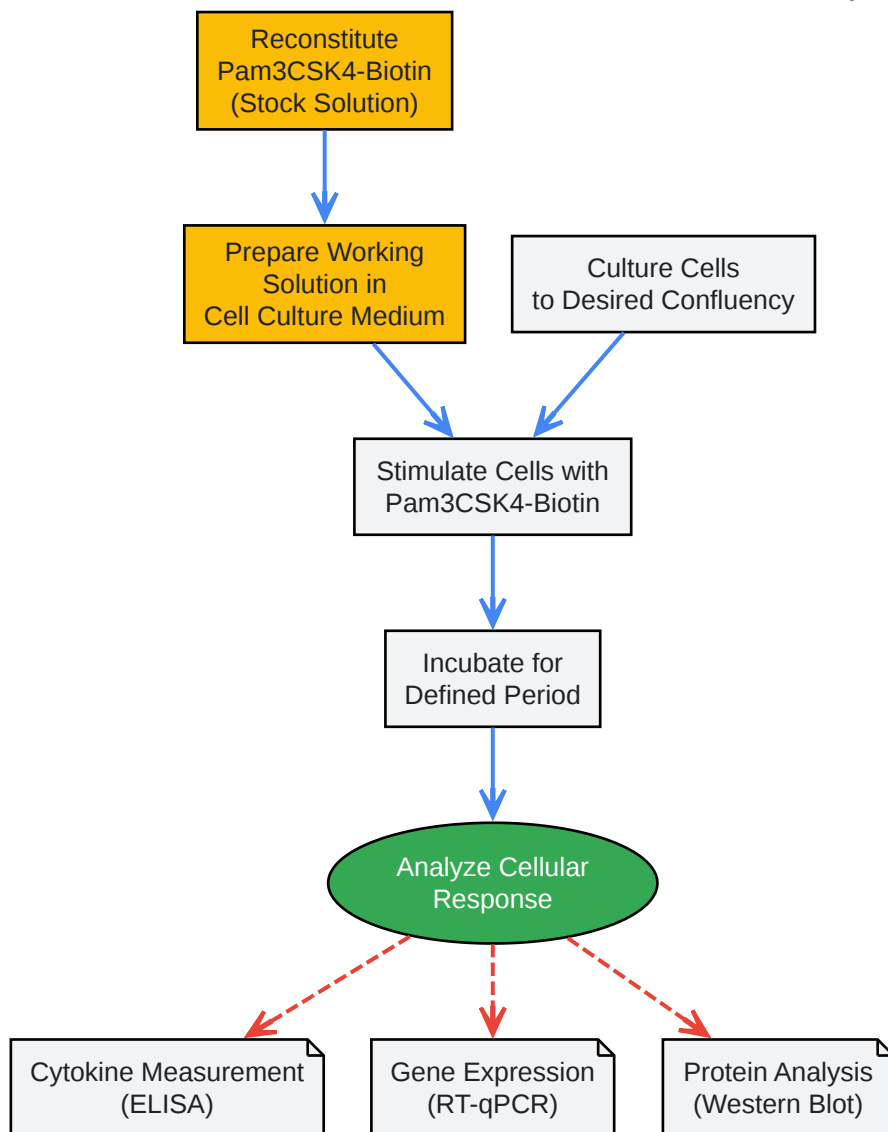 Reconstitute
Pam3CSK4-Biotin
(Stock Solution)
Prepare Working
Solution in
Cell Culture Medium
Culture Cells
to Desired Confluency
Stimulate Cells with
Pam3CSK4-Biotin
Incubate for
Defined Period
Analyze Cellular
Response
Cytokine Measurement
(ELISA)
Gene Expression
(RT-qPCR)
Protein Analysis
(Western Blot)